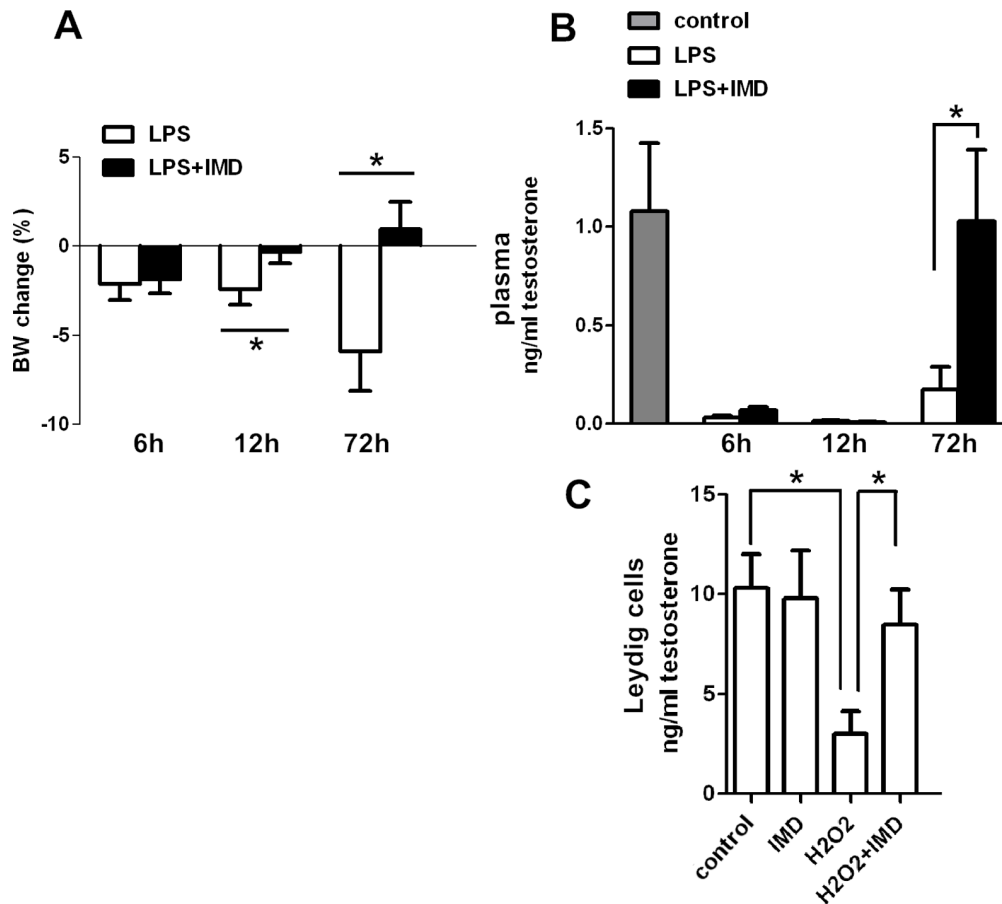 A
LPS
LPS+IMD
BW change (%)
5
0
-5
-10
*
*
6h
12h
72h
B
control
LPS
LPS+IMD
plasma
ng/ml testosterone
1.5
1.0
0.5
0.0
*
6h
12h
72h
C
Leydig cells
ng/ml testosterone
15
10
5
0
*
*
control
IMD
H2O2
H2O2+IMD